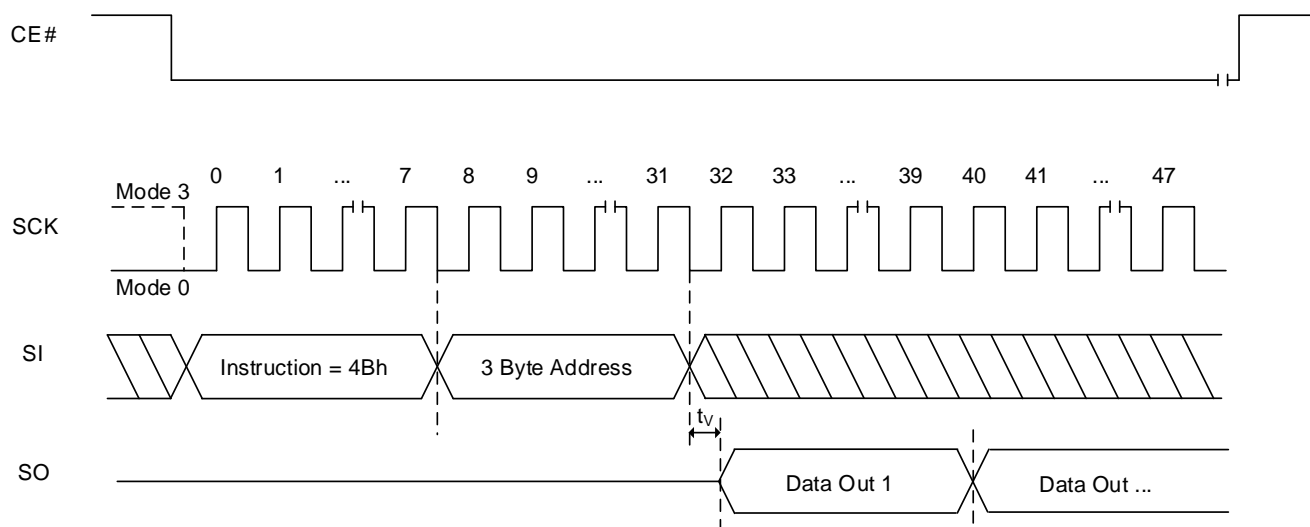 CE#
0 1 ... 7 8 9 ... 31 32 33 ... 39 40 41 ... 47
Mode 3
SCK
Mode 0
SI
Instruction = 4Bh
3 Byte Address
tV
SO
Data Out 1
Data Out ...